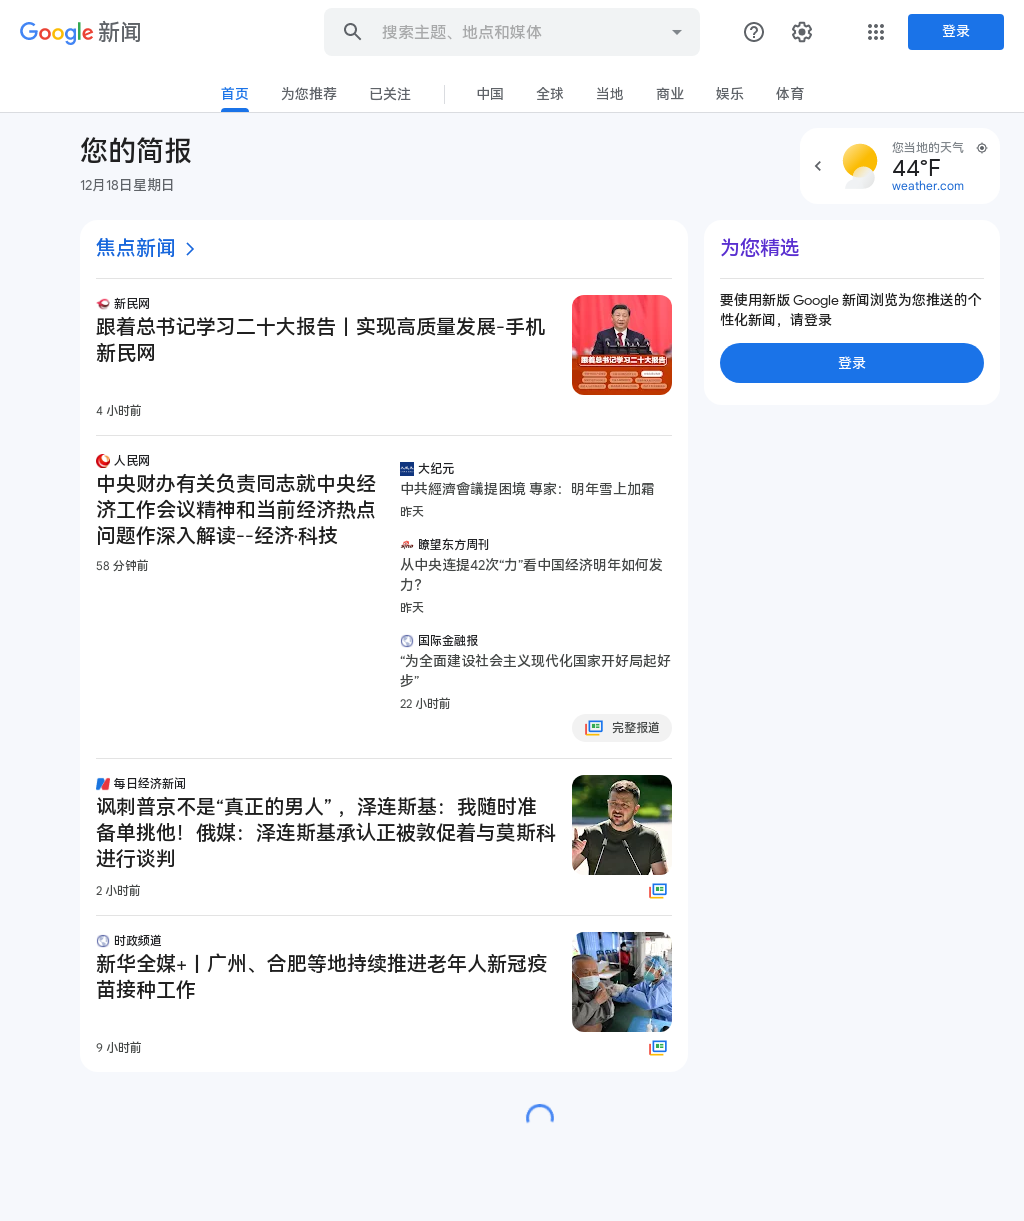 Google 新闻
搜索主题、地点和媒体
登录
首页
为您推荐
已关注
中国
全球
当地
商业
娱乐
体育
您的简报
12月18日星期日
您当地的天气
44°F
weather.com
焦点新闻
新民网
跟着总书记学习二十大报告丨实现高质量发展-手机
新民网
跟着总书记学习二十大报告
4 小时前
人民网
中央财办有关负责同志就中央经
济工作会议精神和当前经济热点
问题作深入解读--经济·科技
58 分钟前
大纪元
中共經濟會議提困境 專家：明年雪上加霜
昨天
瞭望东方周刊
从中央连提42次“力”看中国经济明年如何发
力？
昨天
国际金融报
“为全面建设社会主义现代化国家开好局起好
步”
22 小时前
完整报道
每日经济新闻
讽刺普京不是“真正的男人” ，泽连斯基：我随时准
备单挑他！俄媒：泽连斯基承认正被敦促着与莫斯科
进行谈判
2 小时前
时政频道
新华全媒+丨广州、合肥等地持续推进老年人新冠疫
苗接种工作
9 小时前
为您精选
要使用新版 Google 新闻浏览为您推送的个
性化新闻，请登录
登录